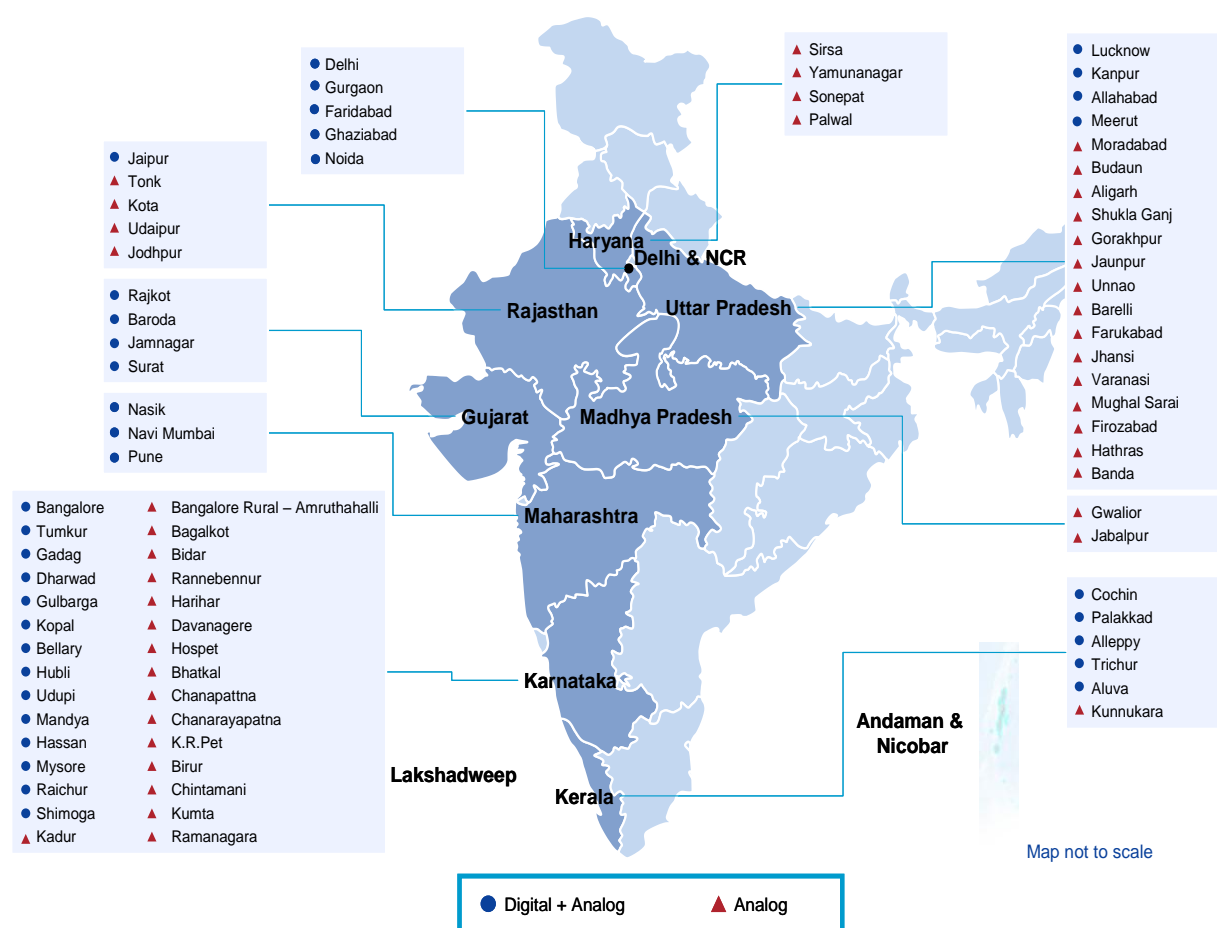 Delhi
Gurgaon
Faridabad
Ghaziabad
Noida
Sirsa
Yamunanagar
Sonepat
Palwal
Lucknow
Kanpur
Allahabad
Meerut
Moradabad
Budaun
Aligarh
Shukla Ganj
Gorakhpur
Jaunpur
Unnao
Barelli
Farukabad
Jhansi
Varanasi
Mughal Sarai
Firozabad
Hathras
Banda
Jaipur
Tonk
Kota
Udaipur
Jodhpur
Rajkot
Baroda
Jamnagar
Surat
Nasik
Navi Mumbai
Pune
Haryana
Delhi & NCR
Rajasthan
Uttar Pradesh
Gujarat
Madhya Pradesh
Maharashtra
Karnataka
Lakshadweep
Kerala
Andaman &
Nicobar
Gwalior
Jabalpur
Bangalore
Tumkur
Gadag
Dharwad
Gulbarga
Kopal
Bellary
Hubli
Udupi
Mandya
Hassan
Mysore
Raichur
Shimoga
Kadur
Bangalore Rural – Amruthahalli
Bagalkot
Bidar
Rannebennur
Harihar
Davanagere
Hospet
Bhatkal
Chanapattna
Chanarayapatna
K.R.Pet
Birur
Chintamani
Kumta
Ramanagara
Cochin
Palakkad
Alleppy
Trichur
Aluva
Kunnukara
Map not to scale
Digital + Analog
Analog